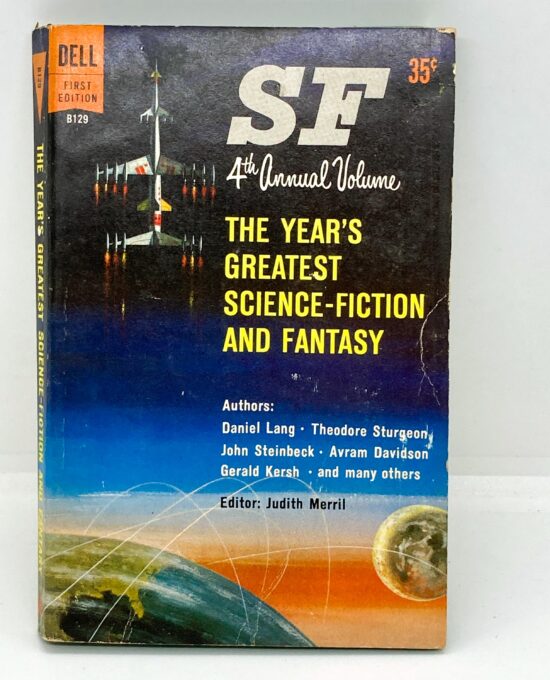 DELL
FIRST
EDITION
B129
SF
35¢
4th Annual Volume
THE YEAR'S
GREATEST
SCIENCE-FICTION
AND FANTASY
Authors:
Daniel Lang · Theodore Sturgeon,
John Steinbeck · Avram Davidson
Gerald Kersh · and many others
Editor: Judith Merril
B129
THE YEAR'S GREATEST SCIENCE-FICTION AND FANTASY